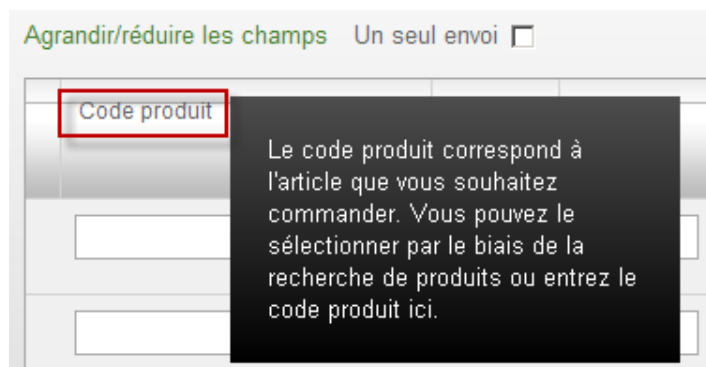 Agrandir/réduire les champs Un seul envoi
Code produit
Le code produit correspond à
l'article que vous souhaitez
commander. Vous pouvez le
sélectionner par le biais de la
recherche de produits ou entrez le
code produit ici.